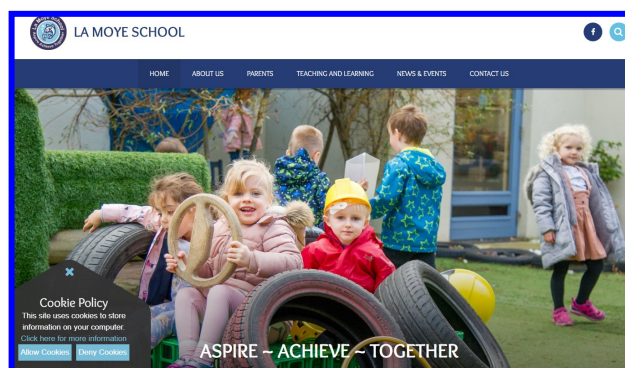 LA MOYE SCHOOL
HOME ABOUT US PARENTS TEACHING AND LEARNING NEWS & EVENTS CONTACT US
Cookie Policy
This site uses cookies to store
information on your computer.
Click here for more information
Allow Cookies Deny Cookies
ASPIRE ~ ACHIEVE ~ TOGETHER